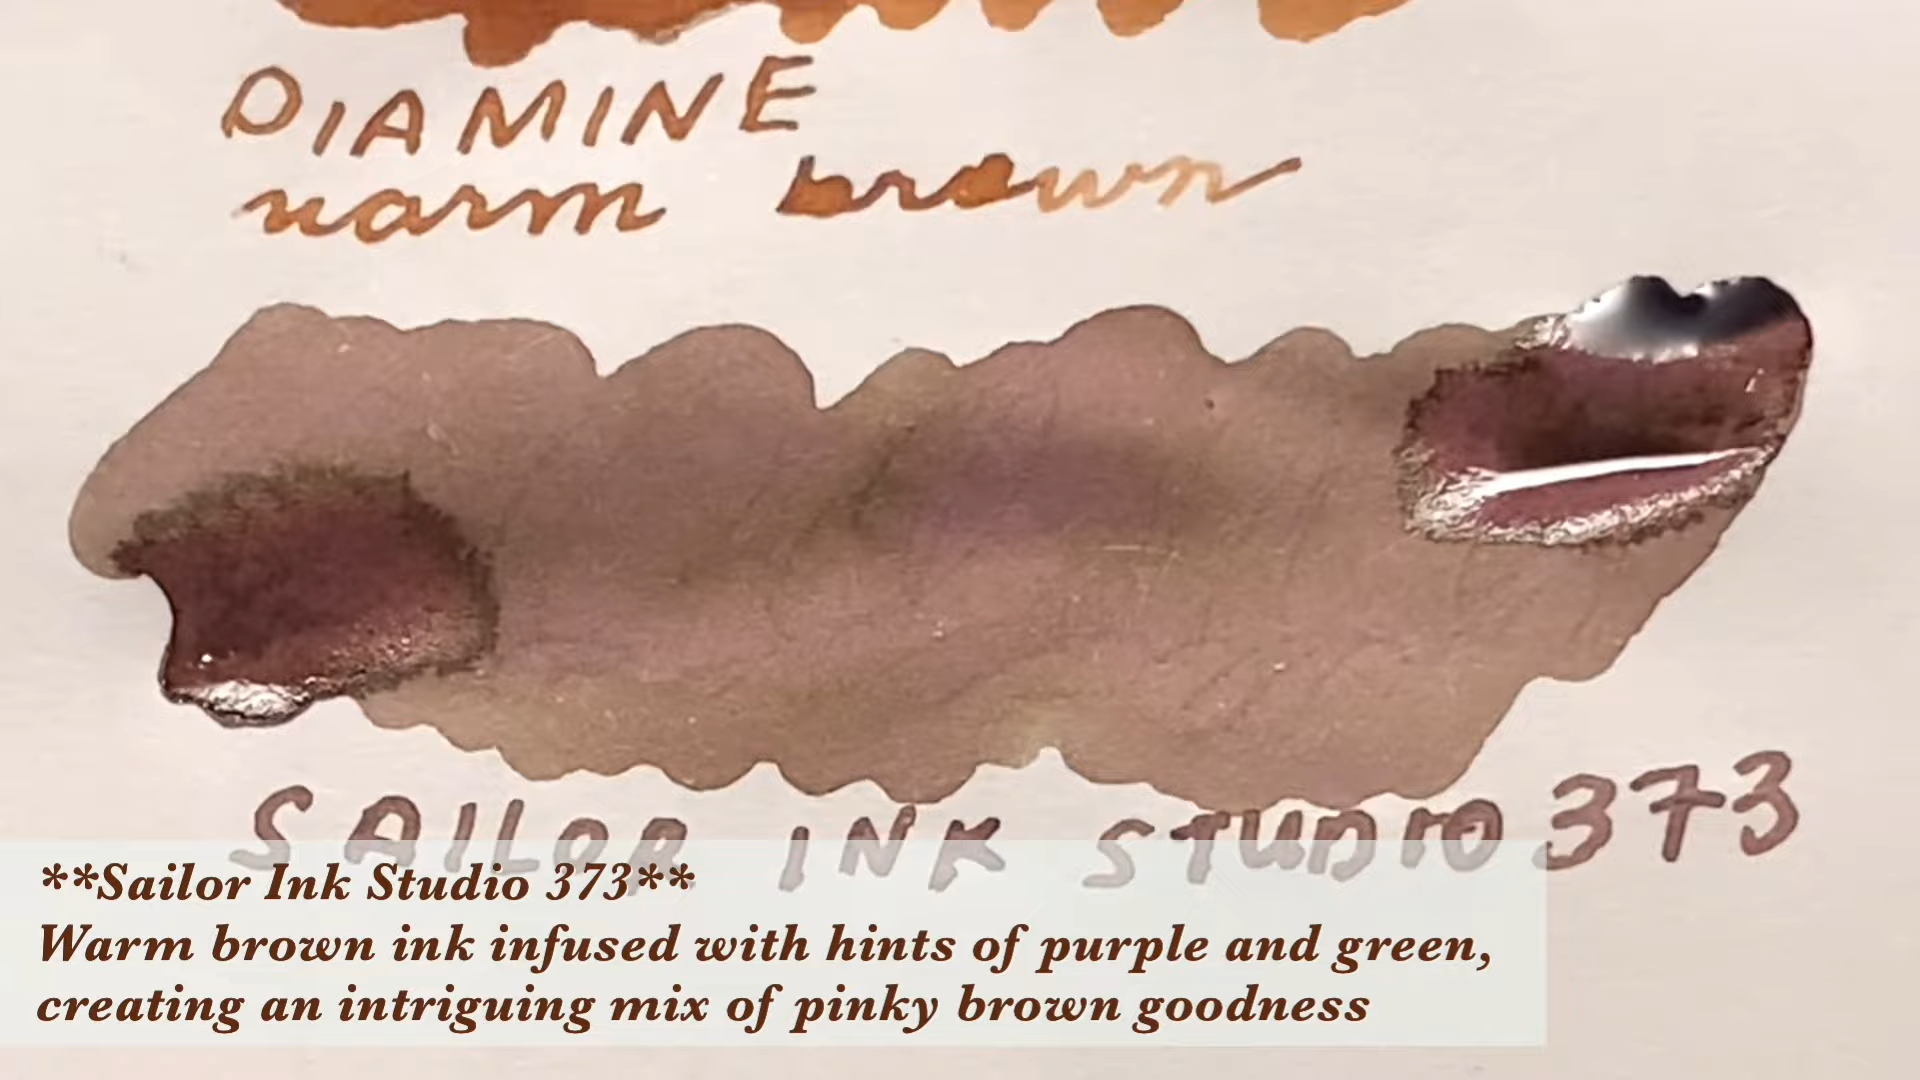 DIAMINE
warm brown
SAILOR INK STUDIO 373
**Sailor Ink Studio 373**
Warm brown ink infused with hints of purple and green,
creating an intriguing mix of pinky brown goodness